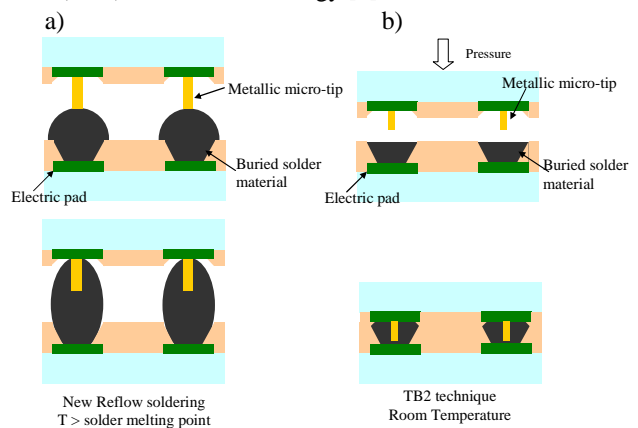 a)
b)
Pressure
Metallic micro-tip
Metallic micro-tip
Buried solder
material
Electric pad
Buried solder
material
Electric pad
New Reflow soldering
T > solder melting point
TB2 technique
Room Temperature